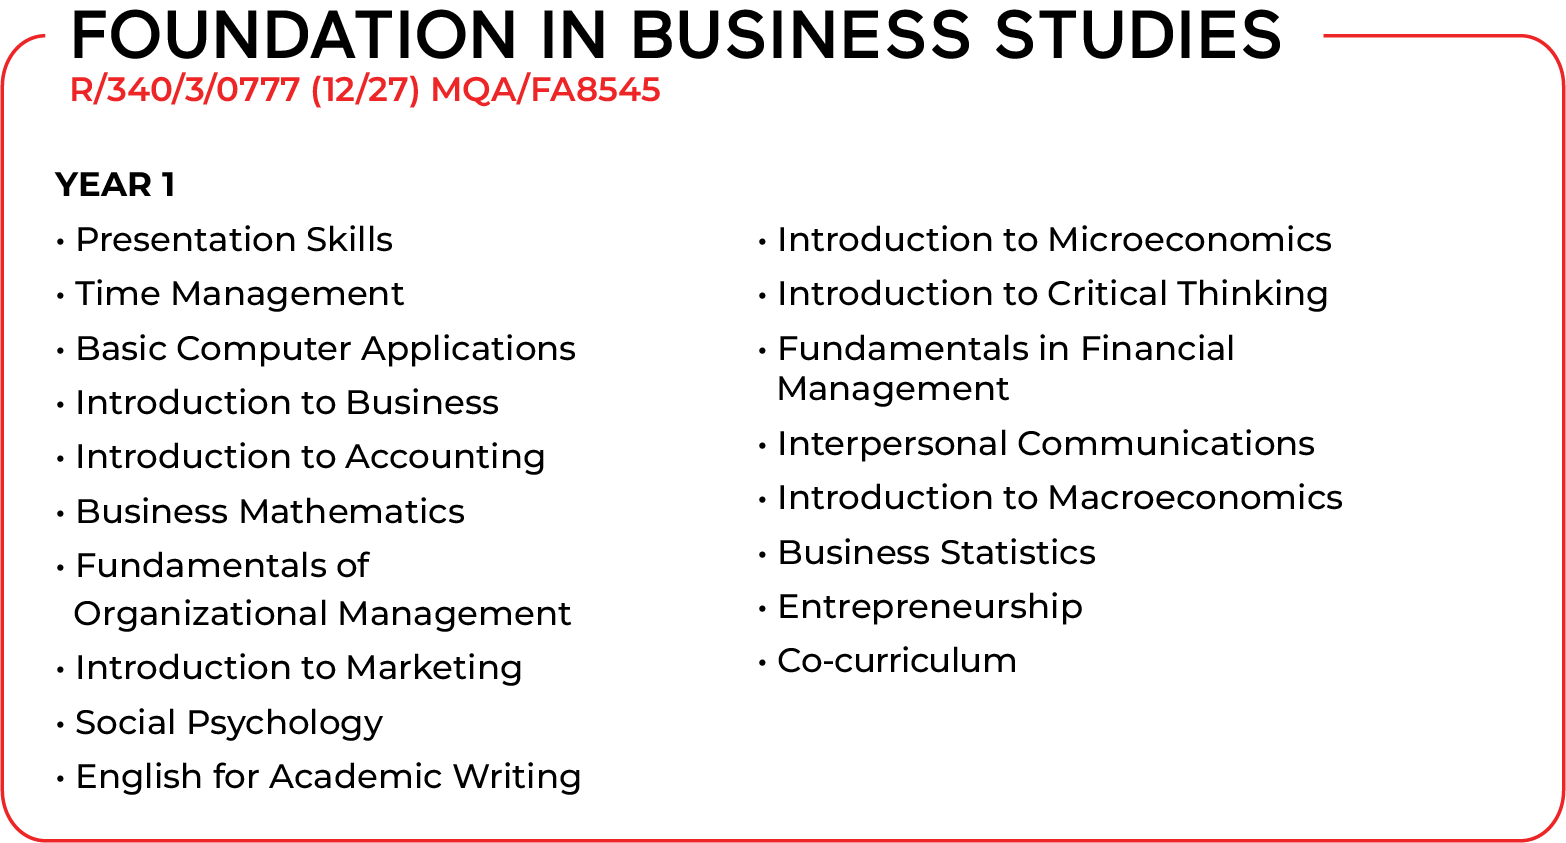 FOUNDATION IN BUSINESS STUDIES
R/340/3/0777 (12/27) MQA/FA8545
YEAR 1
• Presentation Skills
• Time Management
• Basic Computer Applications
• Introduction to Business
• Introduction to Accounting
• Business Mathematics
• Fundamentals of
Organizational Management
• Introduction to Marketing
• Social Psychology
• English for Academic Writing
• Introduction to Microeconomics
• Introduction to Critical Thinking
• Fundamentals in Financial
Management
• Interpersonal Communications
• Introduction to Macroeconomics
• Business Statistics
• Entrepreneurship
• Co-curriculum